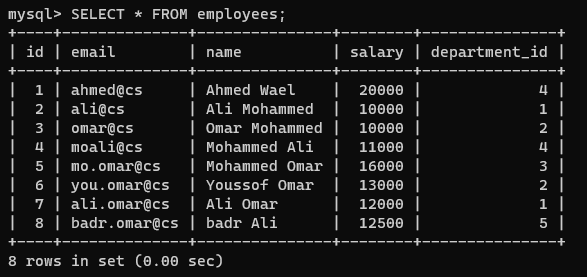 mysql> SELECT * FROM employees;
+----+---------------+---------------+--------+---------------+
| id | email         | name          | salary | department_id |
+----+---------------+---------------+--------+---------------+
|  1 | ahmed@cs      | Ahmed Wael    |  20000 |             4 |
|  2 | ali@cs        | Ali Mohammed  |  10000 |             1 |
|  3 | omar@cs       | Omar Mohammed |  10000 |             2 |
|  4 | moali@cs      | Mohammed Ali  |  11000 |             4 |
|  5 | mo.omar@cs    | Mohammed Omar |  16000 |             3 |
|  6 | you.omar@cs   | Youssof Omar  |  13000 |             2 |
|  7 | ali.omar@cs   | Ali Omar      |  12000 |             1 |
|  8 | badr.omar@cs  | badr Ali      |  12500 |             5 |
+----+---------------+---------------+--------+---------------+
8 rows in set (0.00 sec)